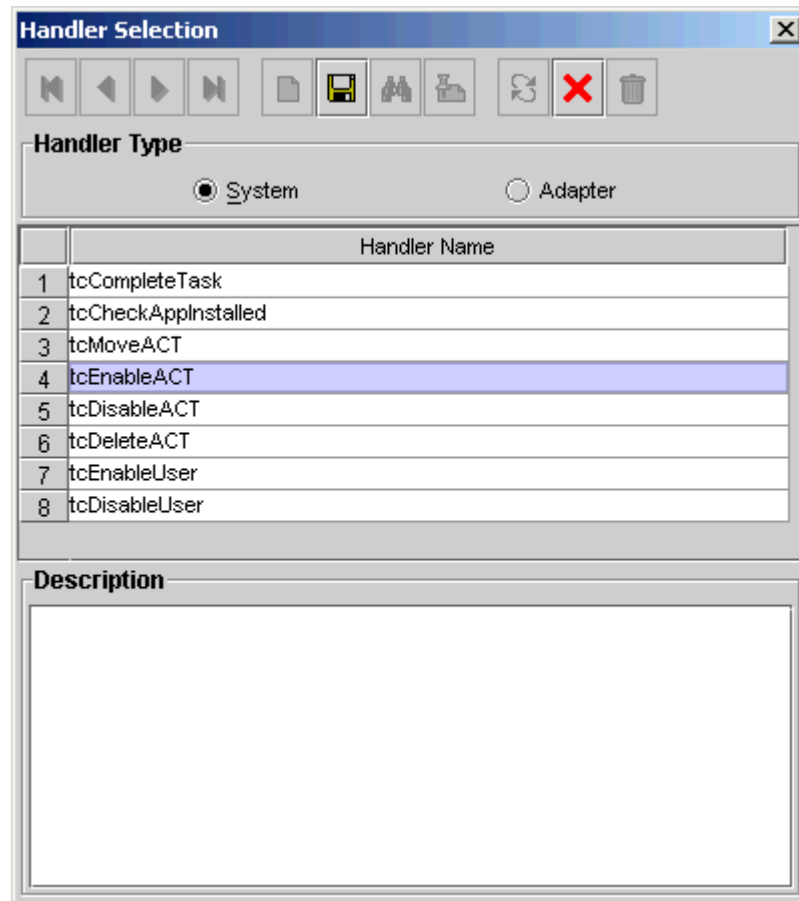 Handler Selection
Handler Type
System Adapter
Handler Name
1 tcCompleteTask
2 tcCheckAppInstalled
3 tcMoveACT
4 tcEnableACT
5 tcDisableACT
6 tcDeleteACT
7 tcEnableUser
8 tcDisableUser
Description